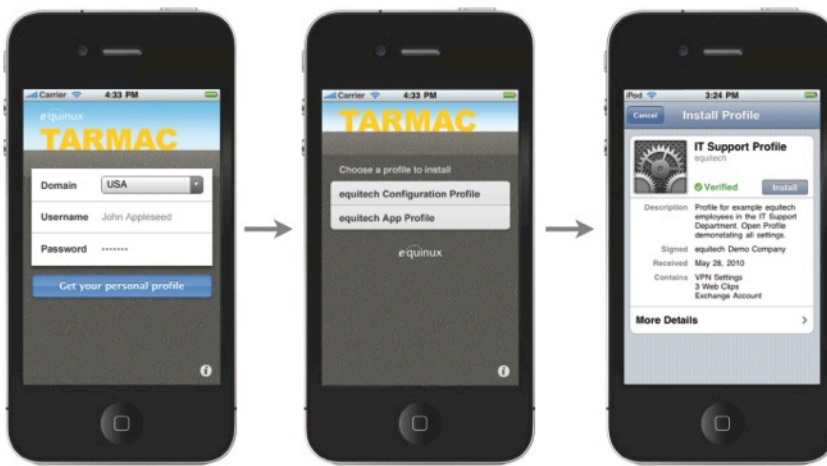 Carrier 4:33 PM
equinux
TARMAC
Domain USA
Username John Appleseed
Password •••••••
Get your personal profile
i
Carrier 4:33 PM
TARMAC
Choose a profile to install
equitech Configuration Profile
equitech App Profile
equinux
i
iPod 3:24 PM
Cancel Install Profile
IT Support Profile
equitech
Verified Install
Description Profile for example equitech
employees in the IT Support
Department. Open Profile
demonstating all settings.
Signed equitech Demo Company
Received May 28, 2010
Contains VPN Settings
3 Web Clips
Exchange Account
More Details